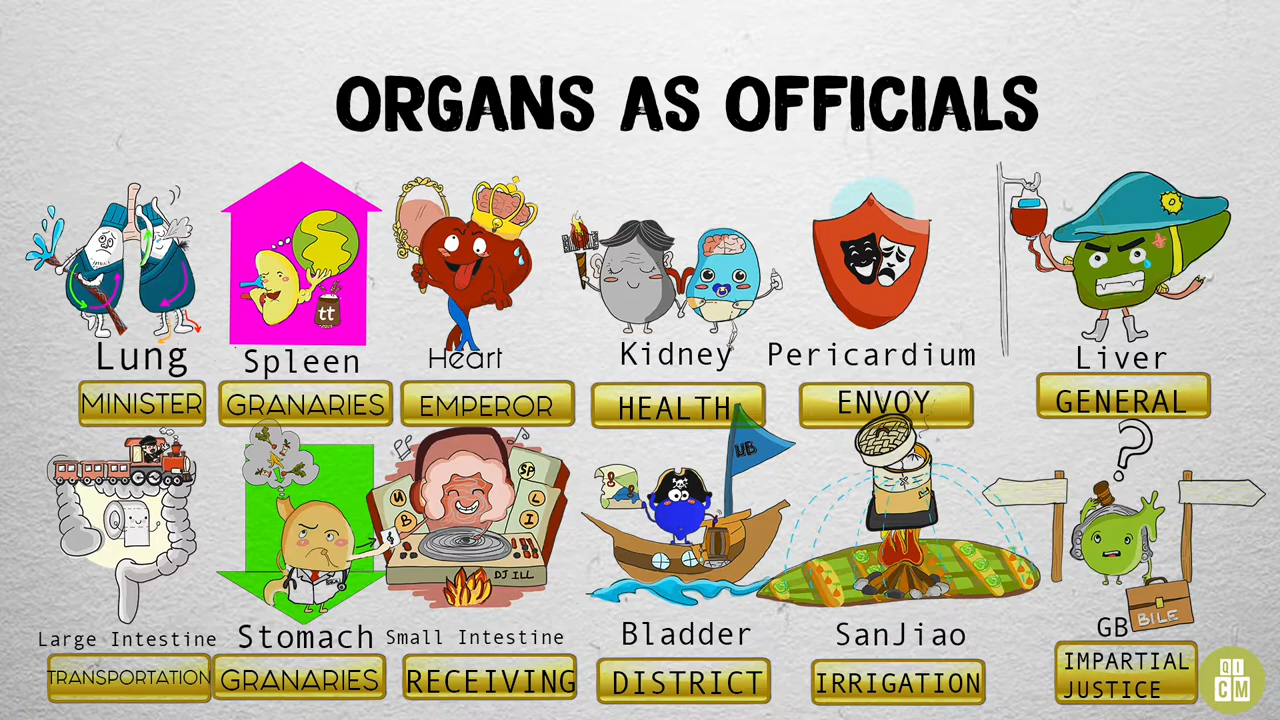 ORGANS AS OFFICIALS
tt
Lung
Spleen
Heart
Kidney
Pericardium
Liver
MINISTER
GRANARIES
EMPEROR
HEALTH
ENVOY
GENERAL
UB
U
B
SP
L
I
DJ ILL
BILE
Large Intestine
Stomach
Small Intestine
Bladder
SanJiao
GB
TRANSPORTATION
GRANARIES
RECEIVING
DISTRICT
IRRIGATION
IMPARTIAL
JUSTICE
QI
CM